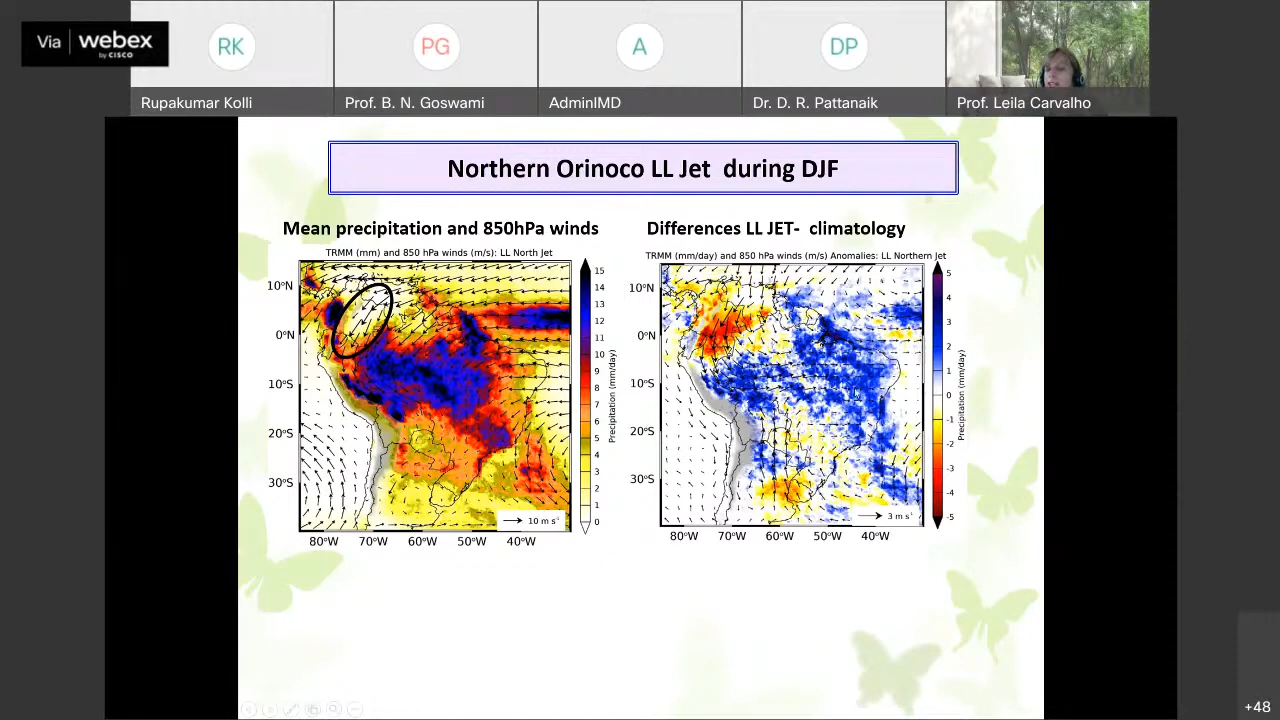 Via webex
by CISCO
RK
PG
A
DP
Rupakumar Kolli
Prof. B. N. Goswami
AdminIMD
Dr. D. R. Pattanaik
Prof. Leila Carvalho
Northern Orinoco LL Jet during DJF
Mean precipitation and 850hPa winds
Differences LL JET- climatology
TRMM (mm) and 850 hPa winds (m/s): LL North Jet
10°N
0°N
10°S
20°S
30°S
80°W 70°W 60°W 50°W 40°W
10 m s⁻¹
15
14
13
12
11
10
9
8
7
6
5
4
3
2
1
0
Precipitation (mm/day)
TRMM (mm/day) and 850 hPa winds (m/s) Anomalies: LL Northern Jet
10°N
0°N
10°S
20°S
30°S
80°W 70°W 60°W 50°W 40°W
3 m s⁻¹
5
4
3
2
1
0
-1
-2
-3
-4
-5
Precipitation (mm/day)
+48